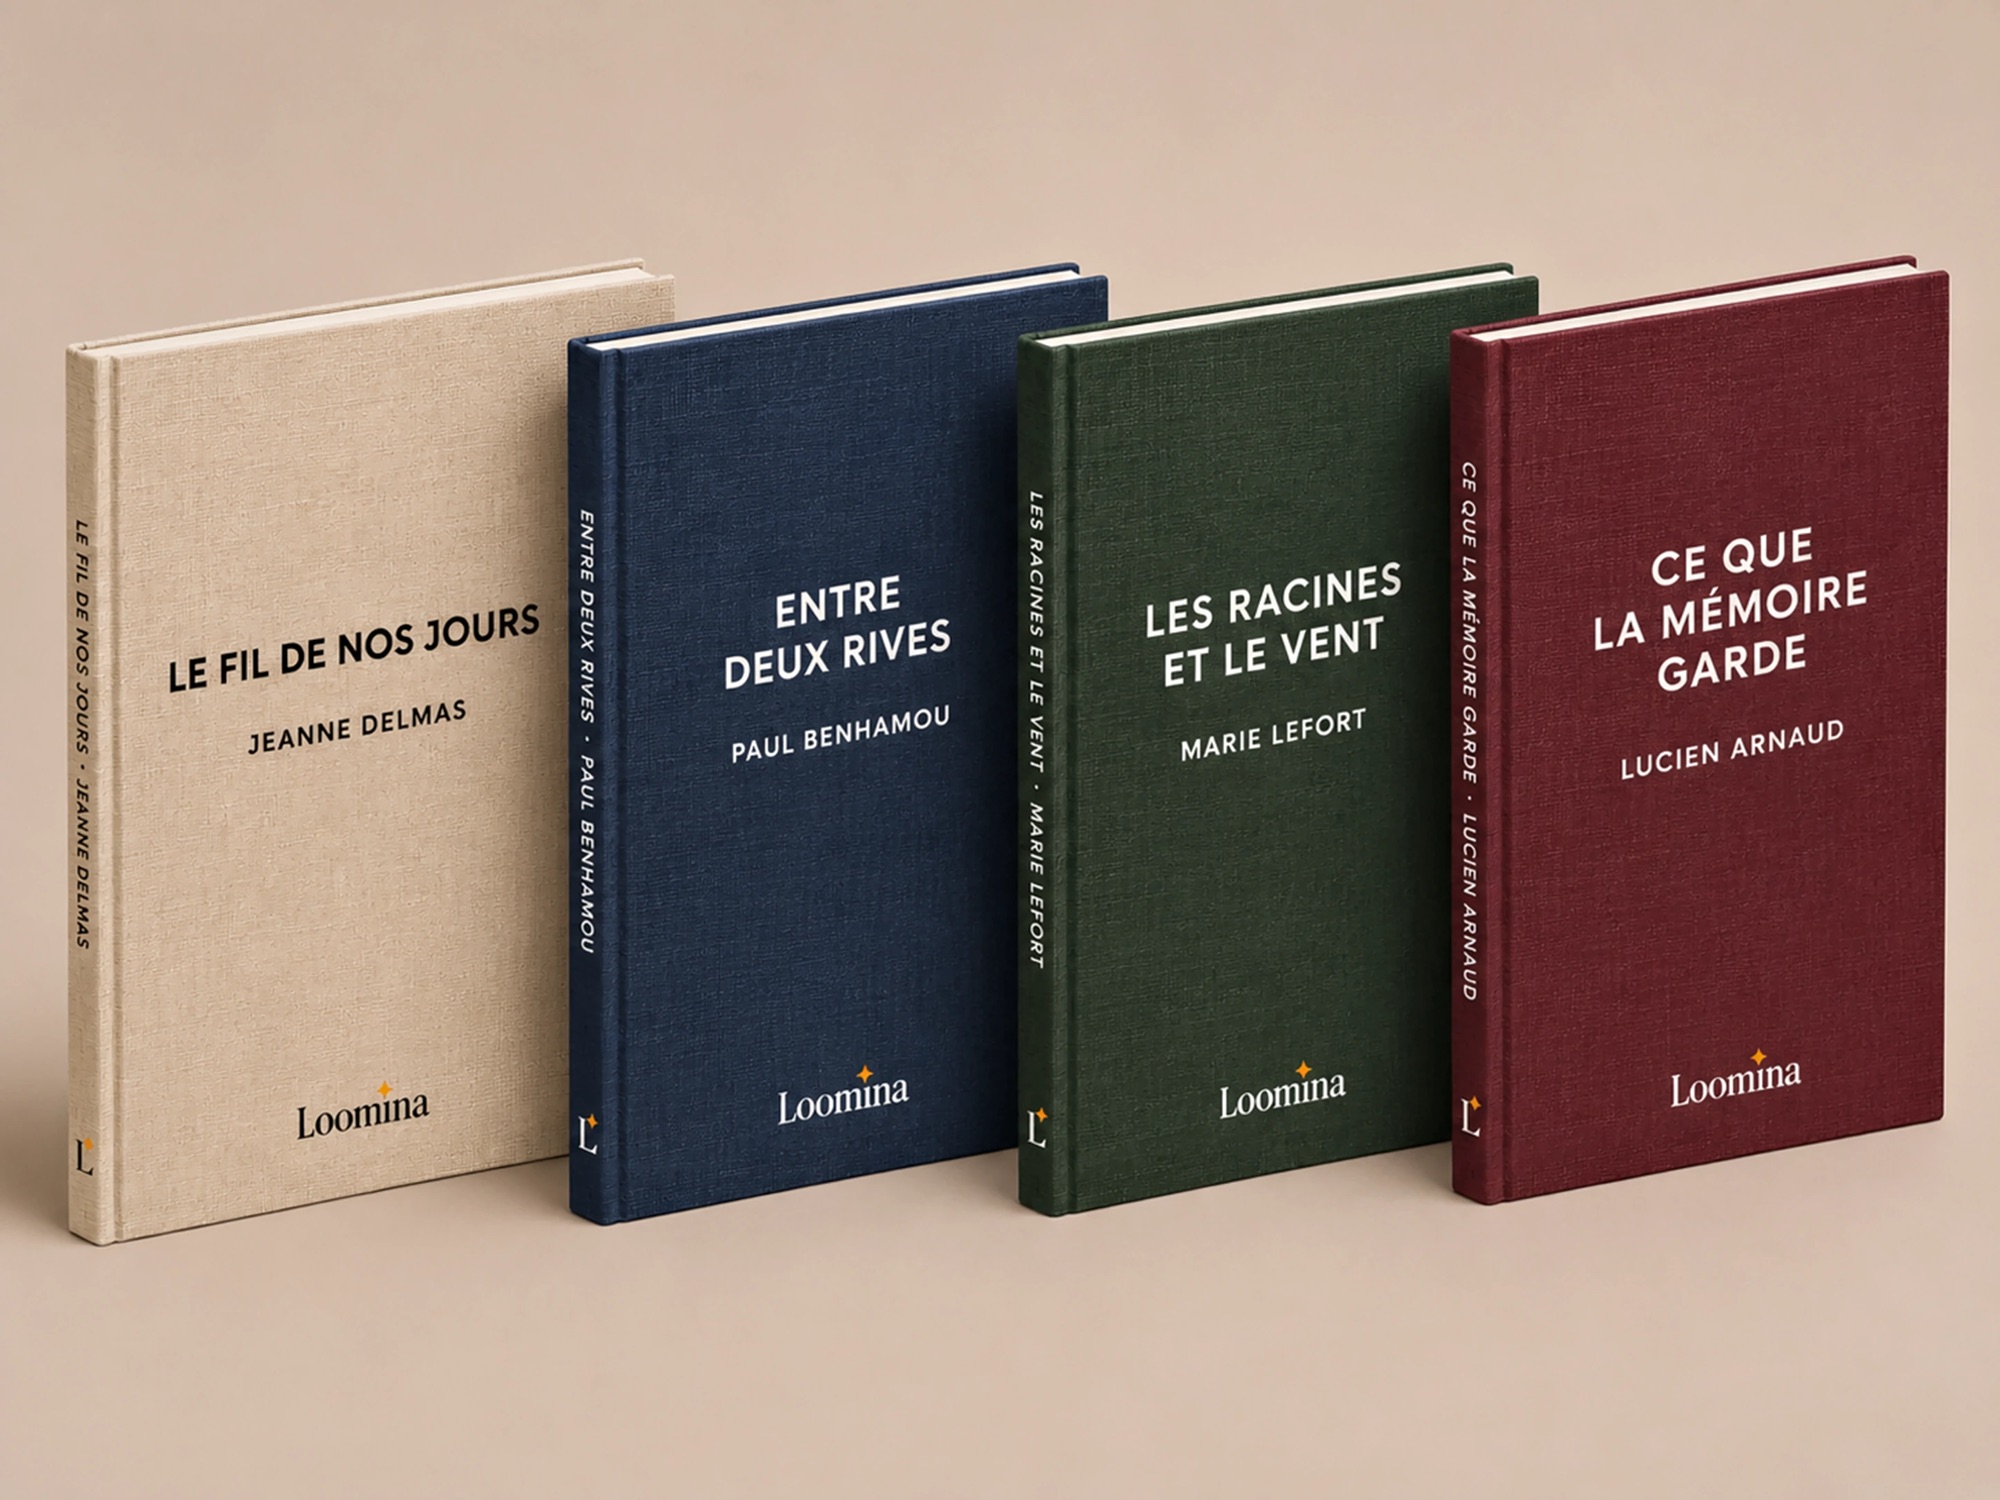 LE FIL DE NOS JOURS
JEANNE DELMAS
Loomina
LE FIL DE NOS JOURS · JEANNE DELMAS
L
ENTRE
DEUX RIVES
PAUL BENHAMOU
Loomina
ENTRE DEUX RIVES · PAUL BENHAMOU
L
LES RACINES
ET LE VENT
MARIE LEFORT
Loomina
LES RACINES ET LE VENT · MARIE LEFORT
L
CE QUE
LA MÉMOIRE
GARDE
LUCIEN ARNAUD
Loomina
CE QUE LA MÉMOIRE GARDE · LUCIEN ARNAUD
L